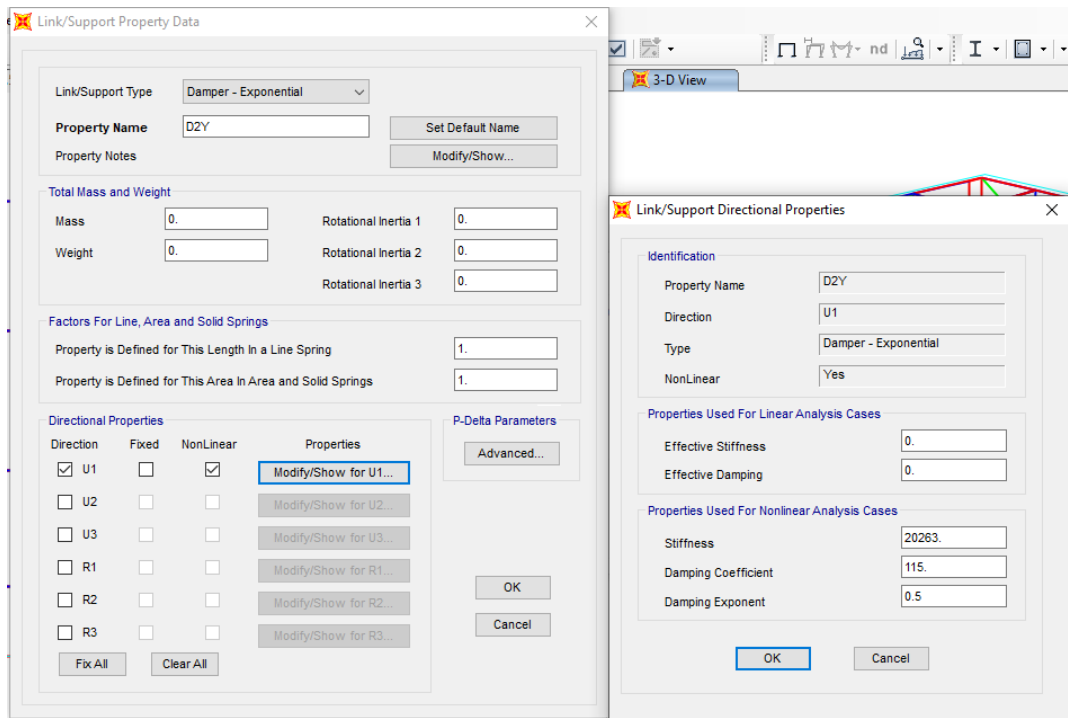 Link/Support Property Data
Link/Support Type Damper - Exponential
Property Name D2Y Set Default Name
Property Notes Modify/Show...
Total Mass and Weight
Mass 0. Rotational Inertia 1 0.
Weight 0. Rotational Inertia 2 0.
Rotational Inertia 3 0.
Factors For Line, Area and Solid Springs
Property is Defined for This Length In a Line Spring 1.
Property is Defined for This Area In Area and Solid Springs 1.
Directional Properties
Direction Fixed NonLinear Properties
U1 Modify/Show for U1...
U2 Modify/Show for U2...
U3 Modify/Show for U3...
R1 Modify/Show for R1...
R2 Modify/Show for R2...
R3 Modify/Show for R3...
Fix All Clear All
P-Delta Parameters
Advanced...
OK
Cancel
nd
3-D View
Link/Support Directional Properties
Identification
Property Name D2Y
Direction U1
Type Damper - Exponential
NonLinear Yes
Properties Used For Linear Analysis Cases
Effective Stiffness 0.
Effective Damping 0.
Properties Used For Nonlinear Analysis Cases
Stiffness 20263.
Damping Coefficient 115.
Damping Exponent 0.5
OK Cancel